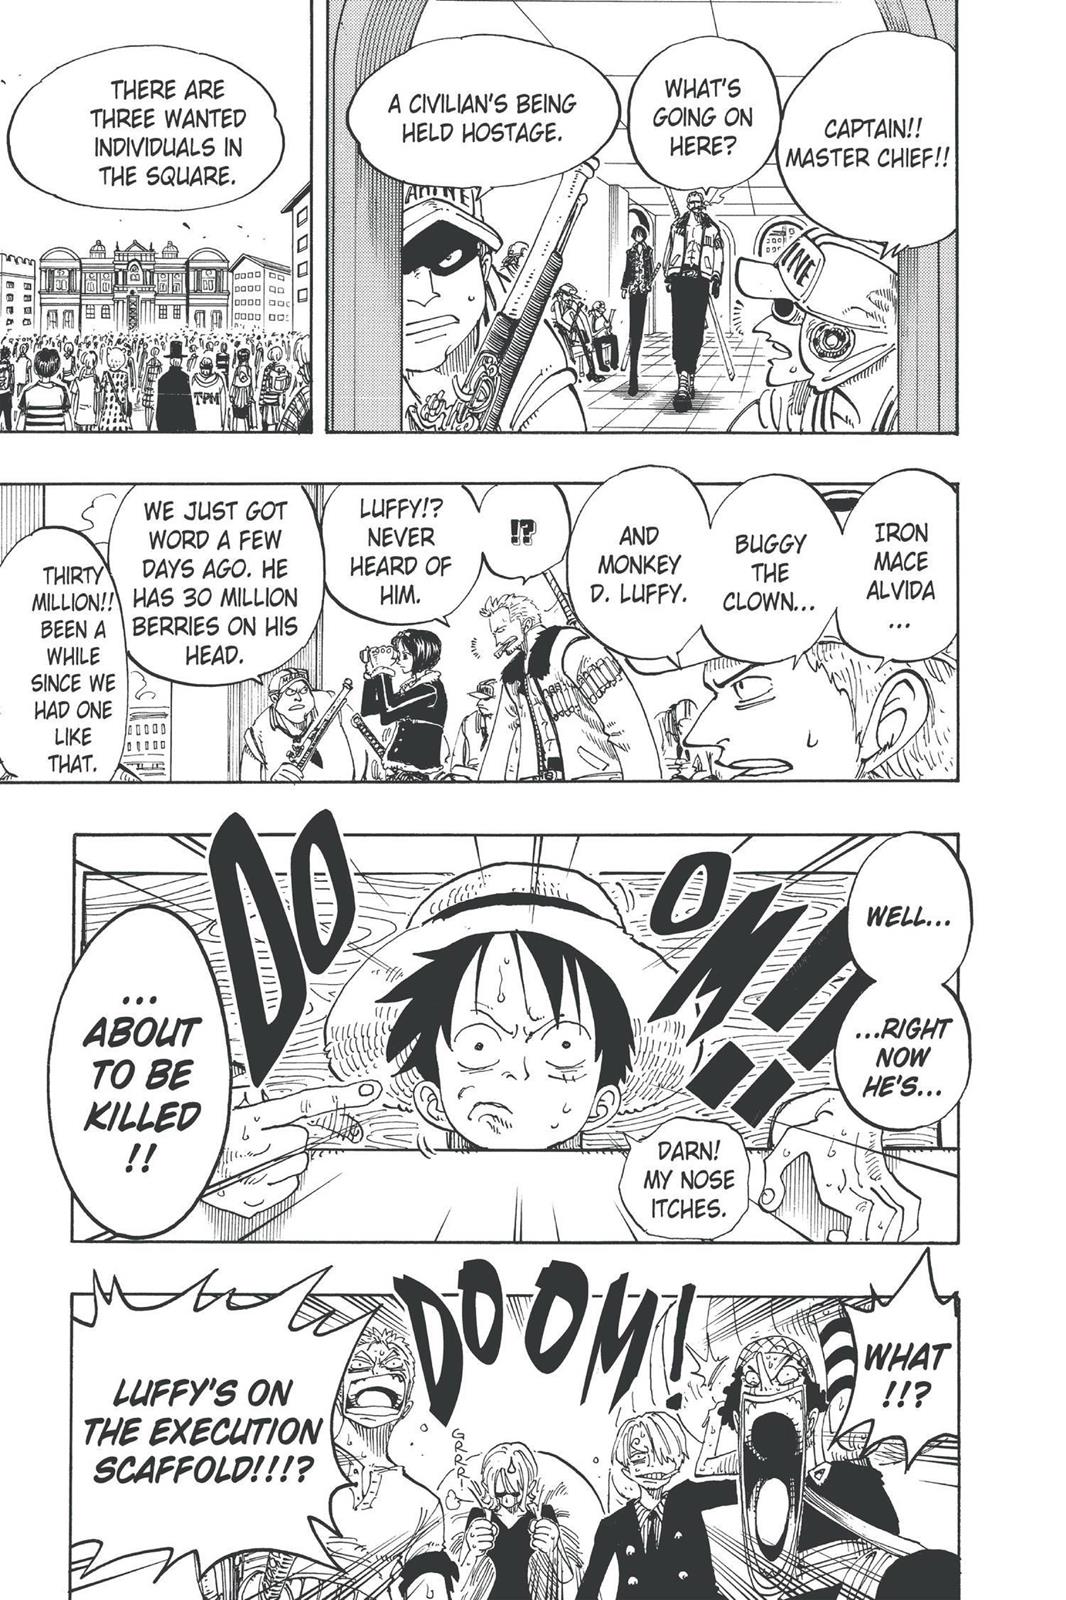 CAPTAIN!!
MASTER CHIEF!!
WHAT'S
GOING ON
HERE?
A CIVILIAN'S BEING
HELD HOSTAGE.
MARINE
THERE ARE
THREE WANTED
INDIVIDUALS IN
THE SQUARE.
TPM
IRON
MACE
ALVIDA
...
BUGGY
THE
CLOWN...
AND
MONKEY
D. LUFFY.
!?
LUFFY!?
NEVER
HEARD OF
HIM.
WE JUST GOT
WORD A FEW
DAYS AGO. HE
HAS 30 MILLION
BERRIES ON HIS
HEAD.
THIRTY
MILLION!!
BEEN A
WHILE
SINCE WE
HAD ONE
LIKE
THAT.
WELL...
...RIGHT
NOW
HE'S...
DOOM!!
DARN!
MY NOSE
ITCHES.
...
ABOUT
TO BE
KILLED
!!
WHAT
!!?
DOOM!
GRRRR
LUFFY'S ON
THE EXECUTION
SCAFFOLD!!!?